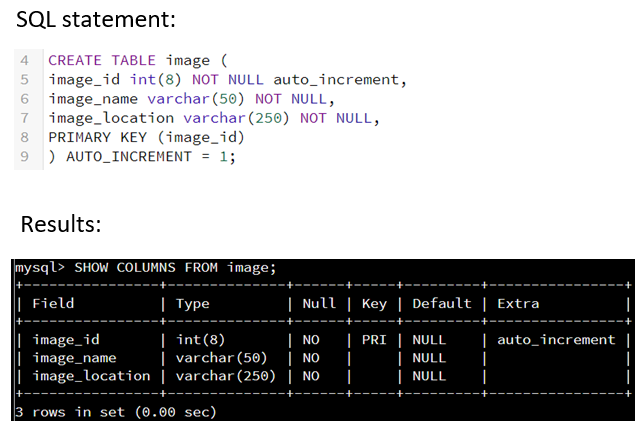 SQL statement:
4 CREATE TABLE image (
5 image_id int(8) NOT NULL auto_increment,
6 image_name varchar(50) NOT NULL,
7 image_location varchar(250) NOT NULL,
8 PRIMARY KEY (image_id)
9 ) AUTO_INCREMENT = 1;
Results:
mysql> SHOW COLUMNS FROM image;
+----------------+--------------+------+-----+---------+----------------+
| Field          | Type         | Null | Key | Default | Extra          |
+----------------+--------------+------+-----+---------+----------------+
| image_id       | int(8)       | NO   | PRI | NULL    | auto_increment |
| image_name     | varchar(50)  | NO   |     | NULL    |                |
| image_location | varchar(250) | NO   |     | NULL    |                |
+----------------+--------------+------+-----+---------+----------------+
3 rows in set (0.00 sec)